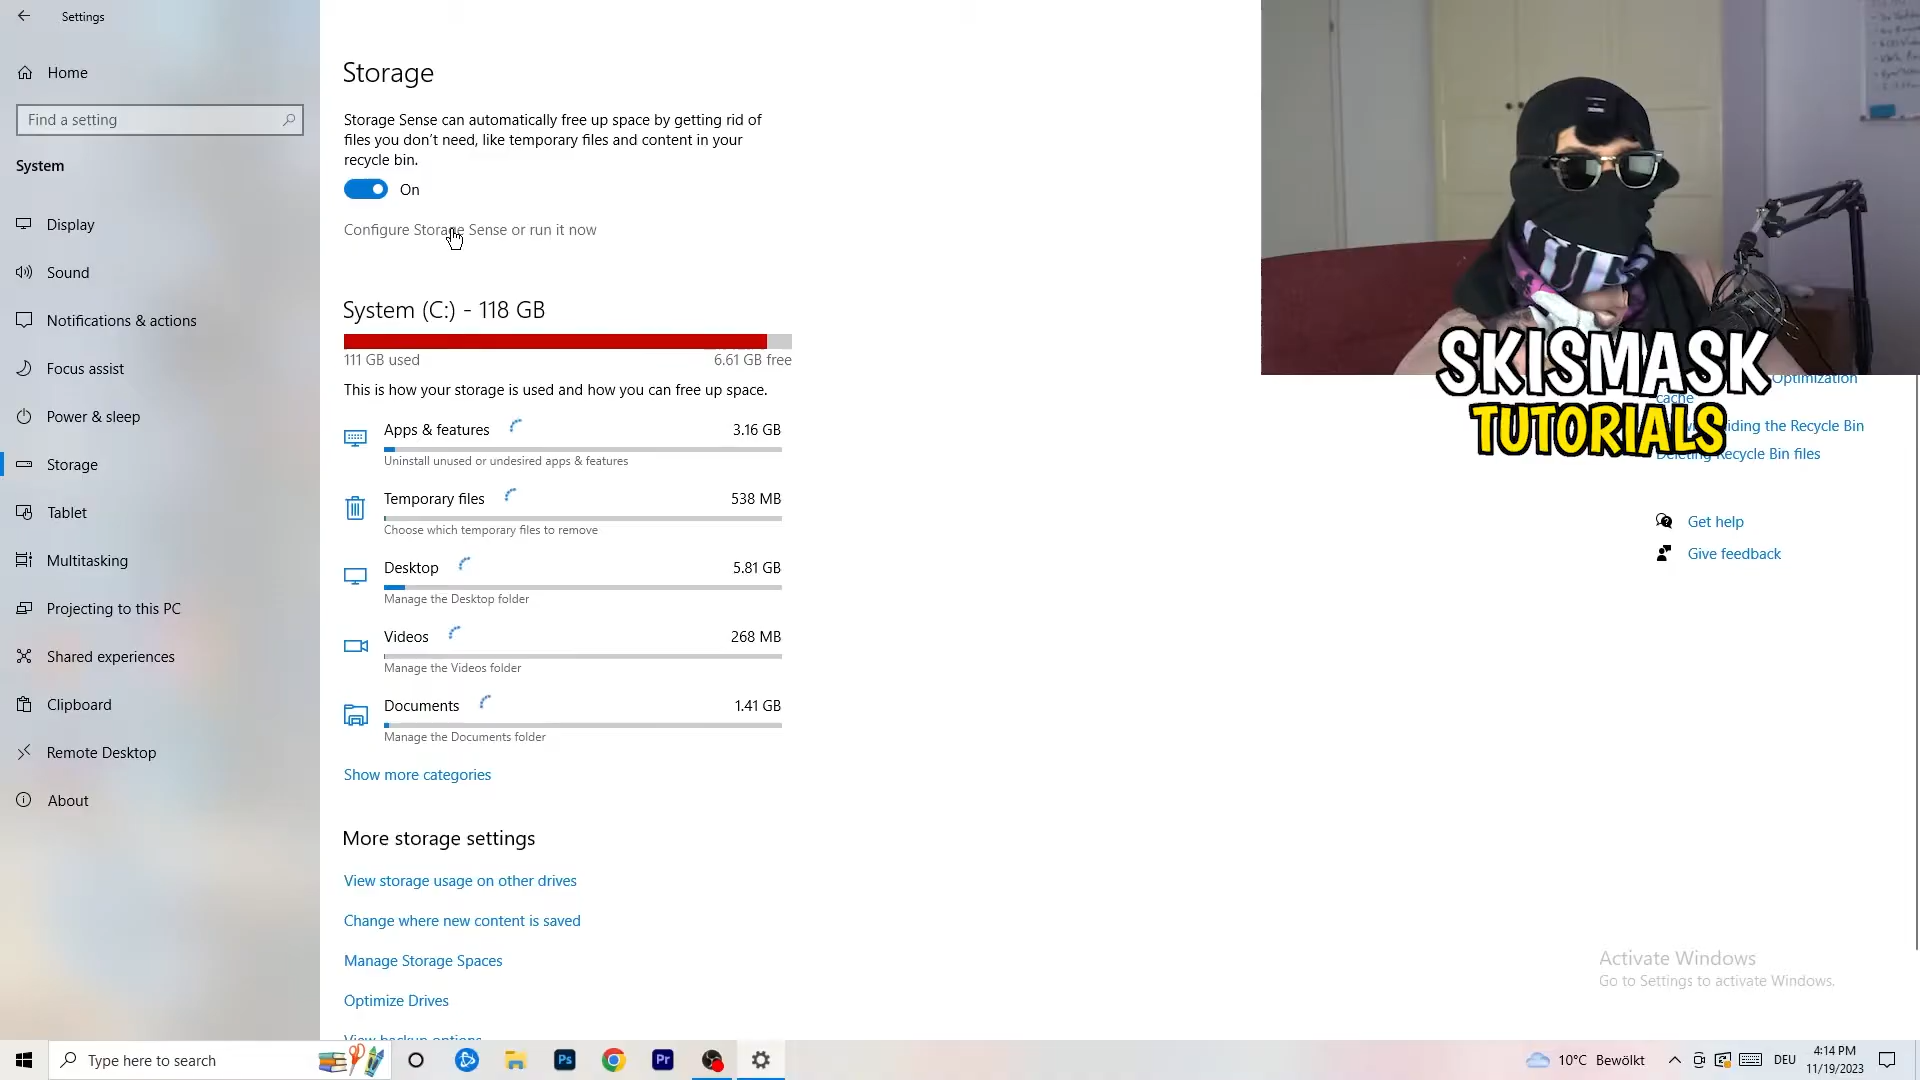 Settings
Home
Find a setting
System
Display
Sound
Notifications & actions
Focus assist
Power & sleep
Storage
Tablet
Multitasking
Projecting to this PC
Shared experiences
Clipboard
Remote Desktop
About
Storage
Storage Sense can automatically free up space by getting rid of
files you don't need, like temporary files and content in your
recycle bin.
On
Configure Storage Sense or run it now
System (C:) - 118 GB
111 GB used
6.61 GB free
This is how your storage is used and how you can free up space.
Apps & features
3.16 GB
Uninstall unused or undesired apps & features
Temporary files
538 MB
Choose which temporary files to remove
Desktop
5.81 GB
Manage the Desktop folder
Videos
268 MB
Manage the Videos folder
Documents
1.41 GB
Manage the Documents folder
Show more categories
More storage settings
View storage usage on other drives
Change where new content is saved
Manage Storage Spaces
Optimize Drives
View backup options
SKISMASK
TUTORIALS
Optimization
cache
the Recycle Bin
Deleting Recycle Bin files
Get help
Give feedback
Activate Windows
Go to Settings to activate Windows.
Type here to search
Ps
Pr
10°C Bewölkt
DEU
4:14 PM
11/19/2023